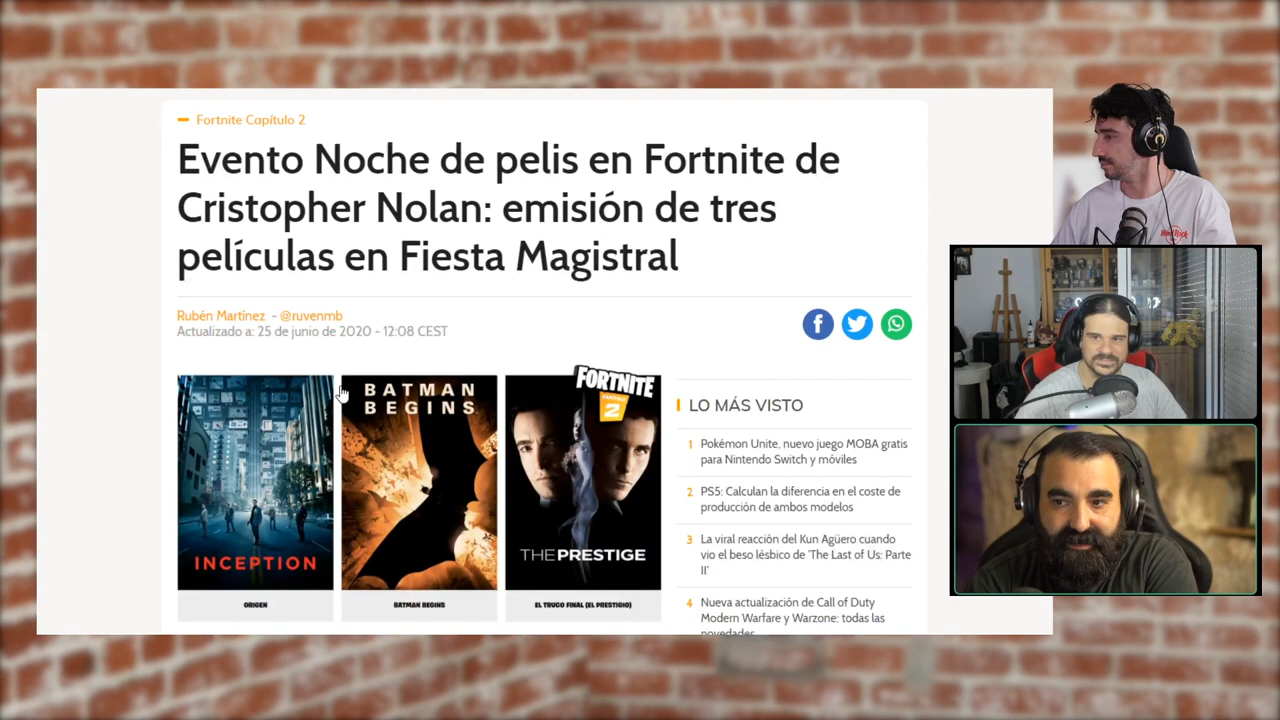 Fortnite Capítulo 2
Evento Noche de pelis en Fortnite de
Cristopher Nolan: emisión de tres
películas en Fiesta Magistral
Rubén Martínez - @ruvenmb
Actualizado a: 25 de junio de 2020 - 12:08 CEST
INCEPTION
ORIGEN
BATMAN
BEGINS
BATMAN BEGINS
FORTNITE
CAPÍTULO
2
THE PRESTIGE
EL TRUCO FINAL (EL PRESTIGIO)
LO MÁS VISTO
1 Pokémon Unite, nuevo juego MOBA gratis
para Nintendo Switch y móviles
2 PS5: Calculan la diferencia en el coste de
producción de ambos modelos
3 La viral reacción del Kun Agüero cuando
vio el beso lésbico de 'The Last of Us: Parte
II'
4 Nueva actualización de Call of Duty
Modern Warfare y Warzone: todas las
novedades
Hard Rock